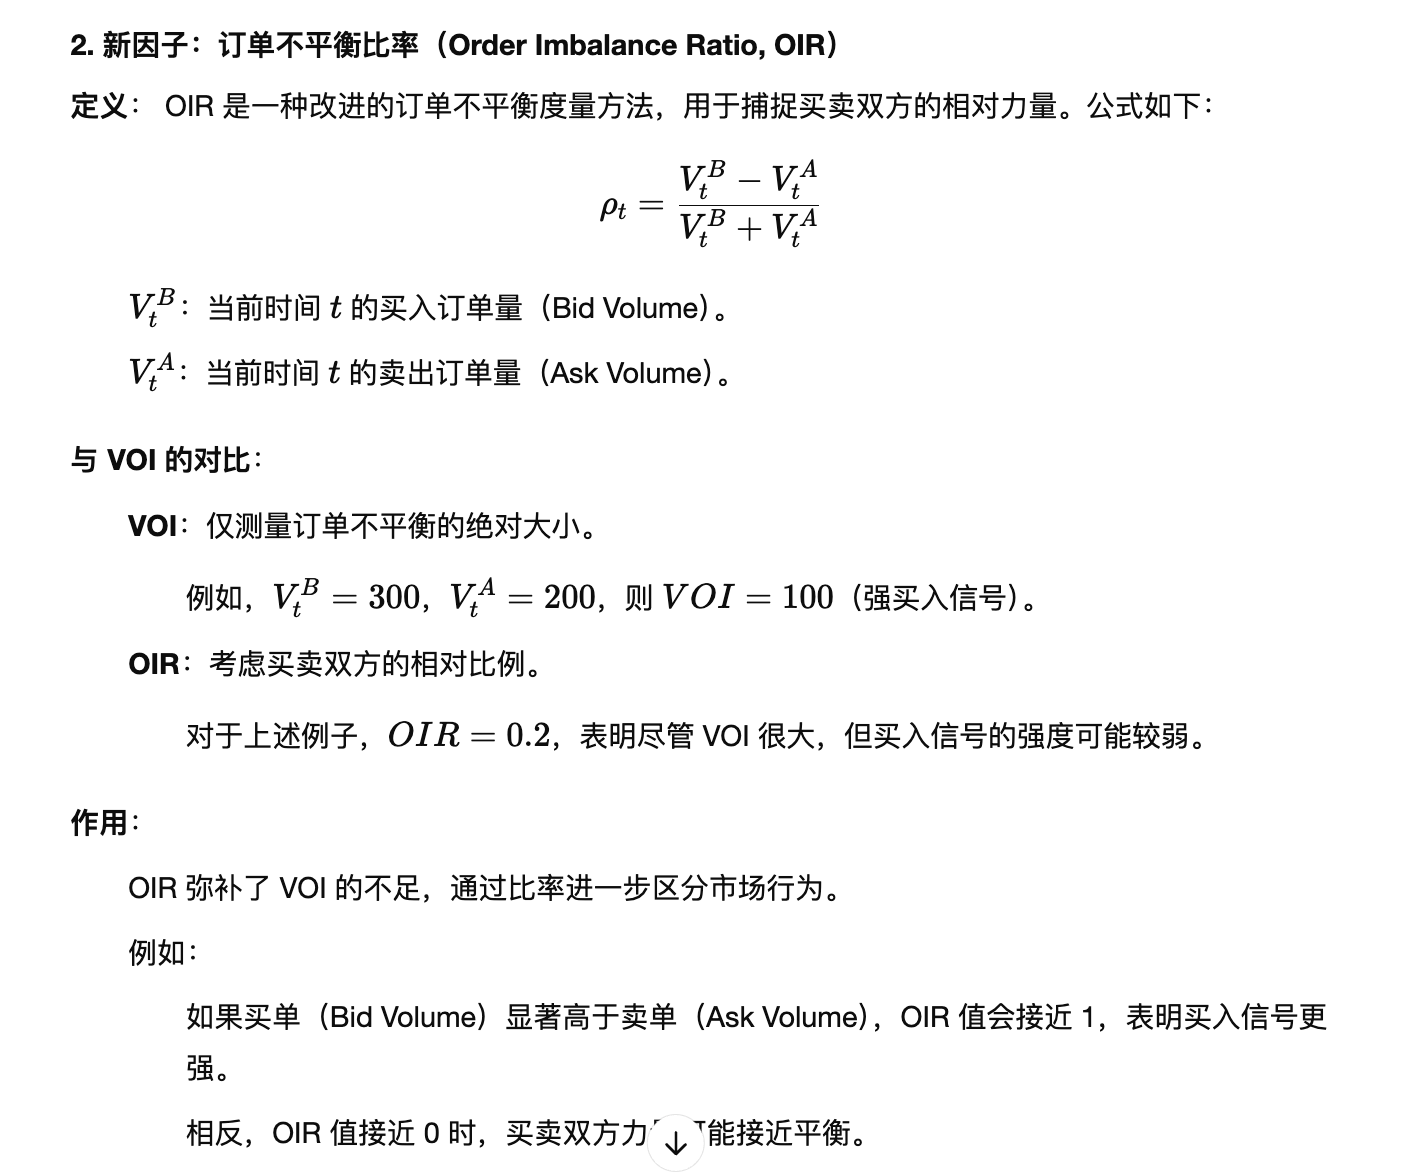 2. 新因子：订单不平衡比率（Order Imbalance Ratio, OIR）
定义： OIR 是一种改进的订单不平衡度量方法，用于捕捉买卖双方的相对力量。公式如下：
ρ_t = (V_t^B − V_t^A) / (V_t^B + V_t^A)
V_t^B：当前时间 t 的买入订单量（Bid Volume）。
V_t^A：当前时间 t 的卖出订单量（Ask Volume）。
与 VOI 的对比：
VOI：仅测量订单不平衡的绝对大小。
例如，V_t^B = 300，V_t^A = 200，则 VOI = 100（强买入信号）。
OIR：考虑买卖双方的相对比例。
对于上述例子，OIR = 0.2，表明尽管 VOI 很大，但买入信号的强度可能较弱。
作用：
OIR 弥补了 VOI 的不足，通过比率进一步区分市场行为。
例如：
如果买单（Bid Volume）显著高于卖单（Ask Volume），OIR 值会接近 1，表明买入信号更
强。
相反，OIR 值接近 0 时，买卖双方力 能接近平衡。